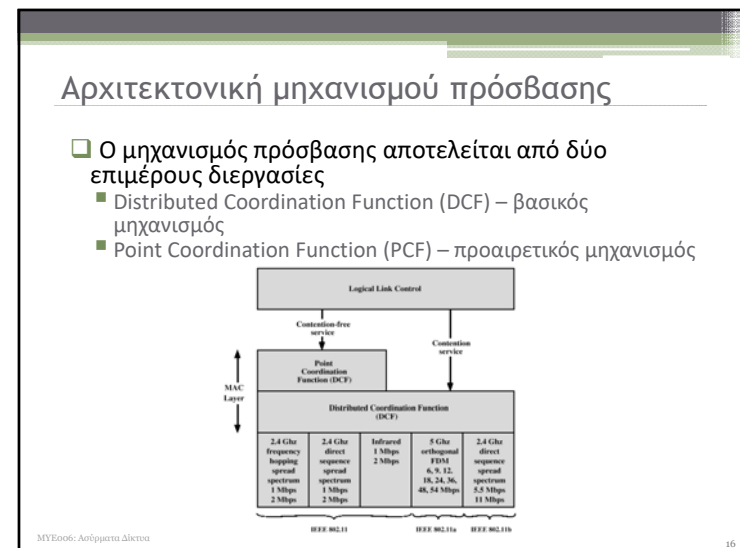 Αρχιτεκτονική μηχανισμού πρόσβασης
Ο μηχανισμός πρόσβασης αποτελείται από δύο
επιμέρους διεργασίες
Distributed Coordination Function (DCF) – βασικός
μηχανισμός
Point Coordination Function (PCF) – προαιρετικός μηχανισμός
Logical Link Control
Contention-free
service
Contention
service
Point
Coordination
Function (DCF)
MAC
Layer
Distributed Coordination Function
(DCF)
2.4 Ghz
frequency
hopping
spread
spectrum
1 Mbps
2 Mbps
2.4 Ghz
direct
sequence
spread
spectrum
1 Mbps
2 Mbps
Infrared
1 Mbps
2 Mbps
5 Ghz
orthogonal
FDM
6, 9, 12,
18, 24, 36,
48, 54 Mbps
2.4 Ghz
direct
sequence
spread
spectrum
5.5 Mbps
11 Mbps
IEEE 802.11
IEEE 802.11a
IEEE 802.11b
MYE006: Ασύρματα Δίκτυα
16